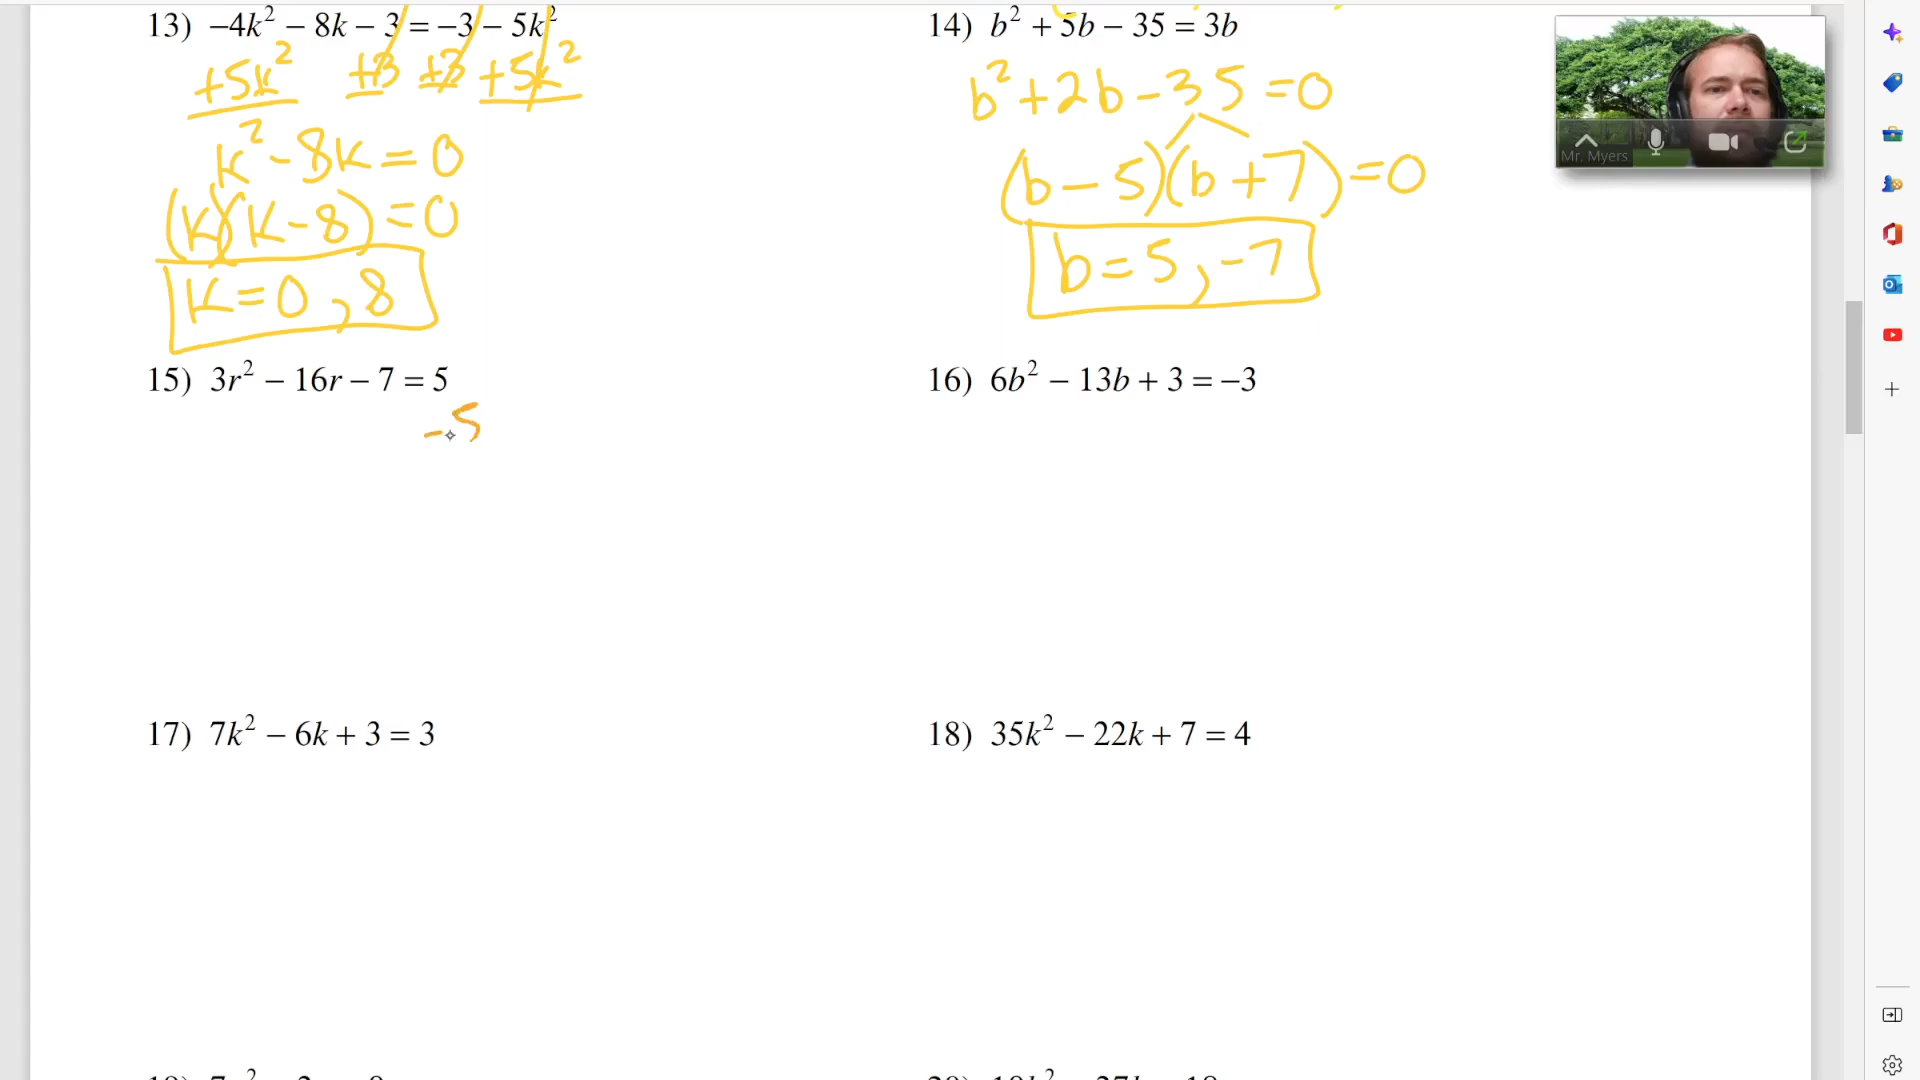 13) −4k² − 8k − 3 = −3 − 5k²
+5k² +3 +3 +5k²
k² − 8k = 0
(k)(k − 8) = 0
k = 0, 8
14) b² + 5b − 35 = 3b
b² + 2b − 35 = 0
(b − 5)(b + 7) = 0
b = 5, −7
Mr. Myers
15) 3r² − 16r − 7 = 5
−5
16) 6b² − 13b + 3 = −3
17) 7k² − 6k + 3 = 3
18) 35k² − 22k + 7 = 4